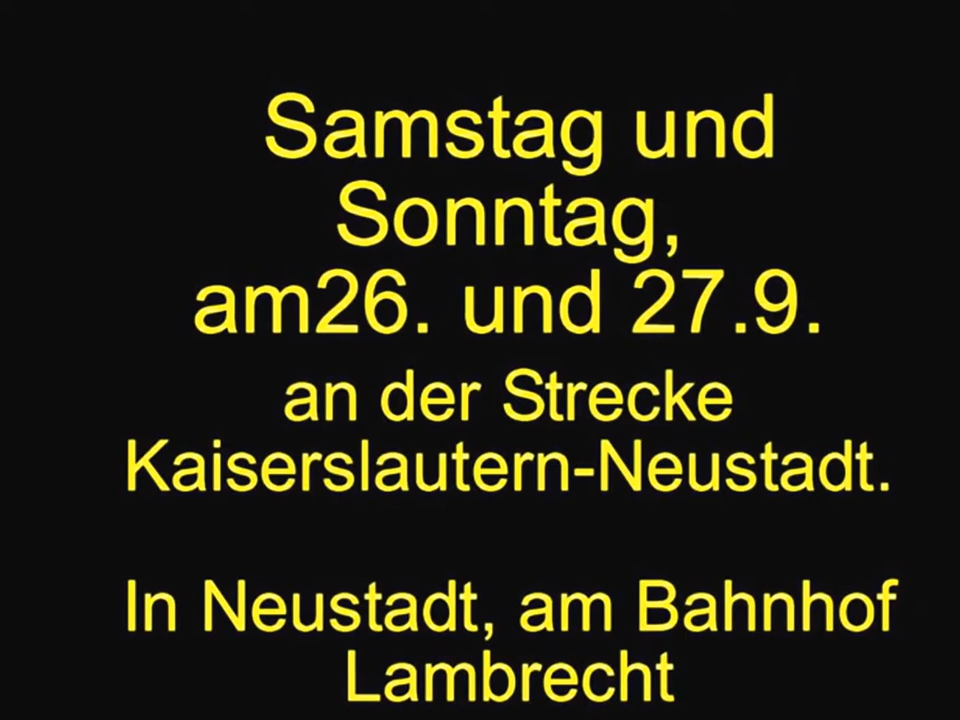 Samstag und
Sonntag,
am26. und 27.9.
an der Strecke
Kaiserslautern-Neustadt.
In Neustadt, am Bahnhof
Lambrecht